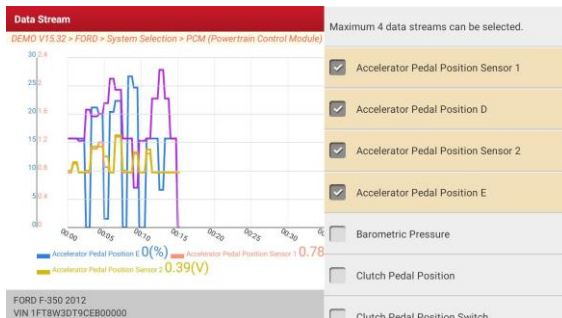 Data Stream
DEMO V15.32 > FORD > System Selection > PCM (Powertrain Control Module)
Maximum 4 data streams can be selected.
30 2.4
25 2
20 1.6
15 1.2
10 0.8
5 0.4
0 0
00:00 00:05 00:10 00:15 00:20 00:25 00:30
Accelerator Pedal Position E 0(%) Accelerator Pedal Position Sensor 1 0.78
Accelerator Pedal Position Sensor 2 0.39(V)
FORD F-350 2012
VIN 1FT8W3DT9CEB00000
Accelerator Pedal Position Sensor 1
Accelerator Pedal Position D
Accelerator Pedal Position Sensor 2
Accelerator Pedal Position E
Barometric Pressure
Clutch Pedal Position
Clutch Pedal Position Switch